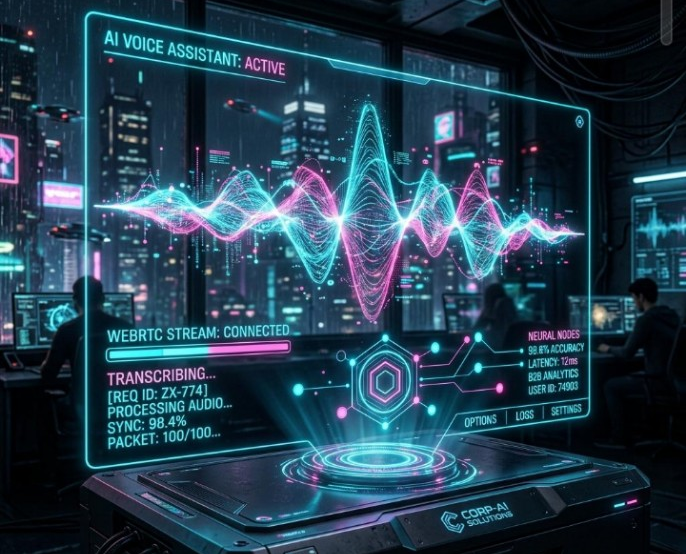 AI VOICE ASSISTANT: ACTIVE
WEBRTC STREAM: CONNECTED
TRANSCRIBING...
[REQ ID: ZX-774]
PROCESSING AUDIO...
SYNC: 98.4%
PACKET: 100/100...
NEURAL NODES
98.8% ACCURACY
LATENCY: 12ms
B2B ANALYTICS
USER ID: 74903
OPTIONS | LOGS | SETTINGS
CORP-AI
SOLUTIONS